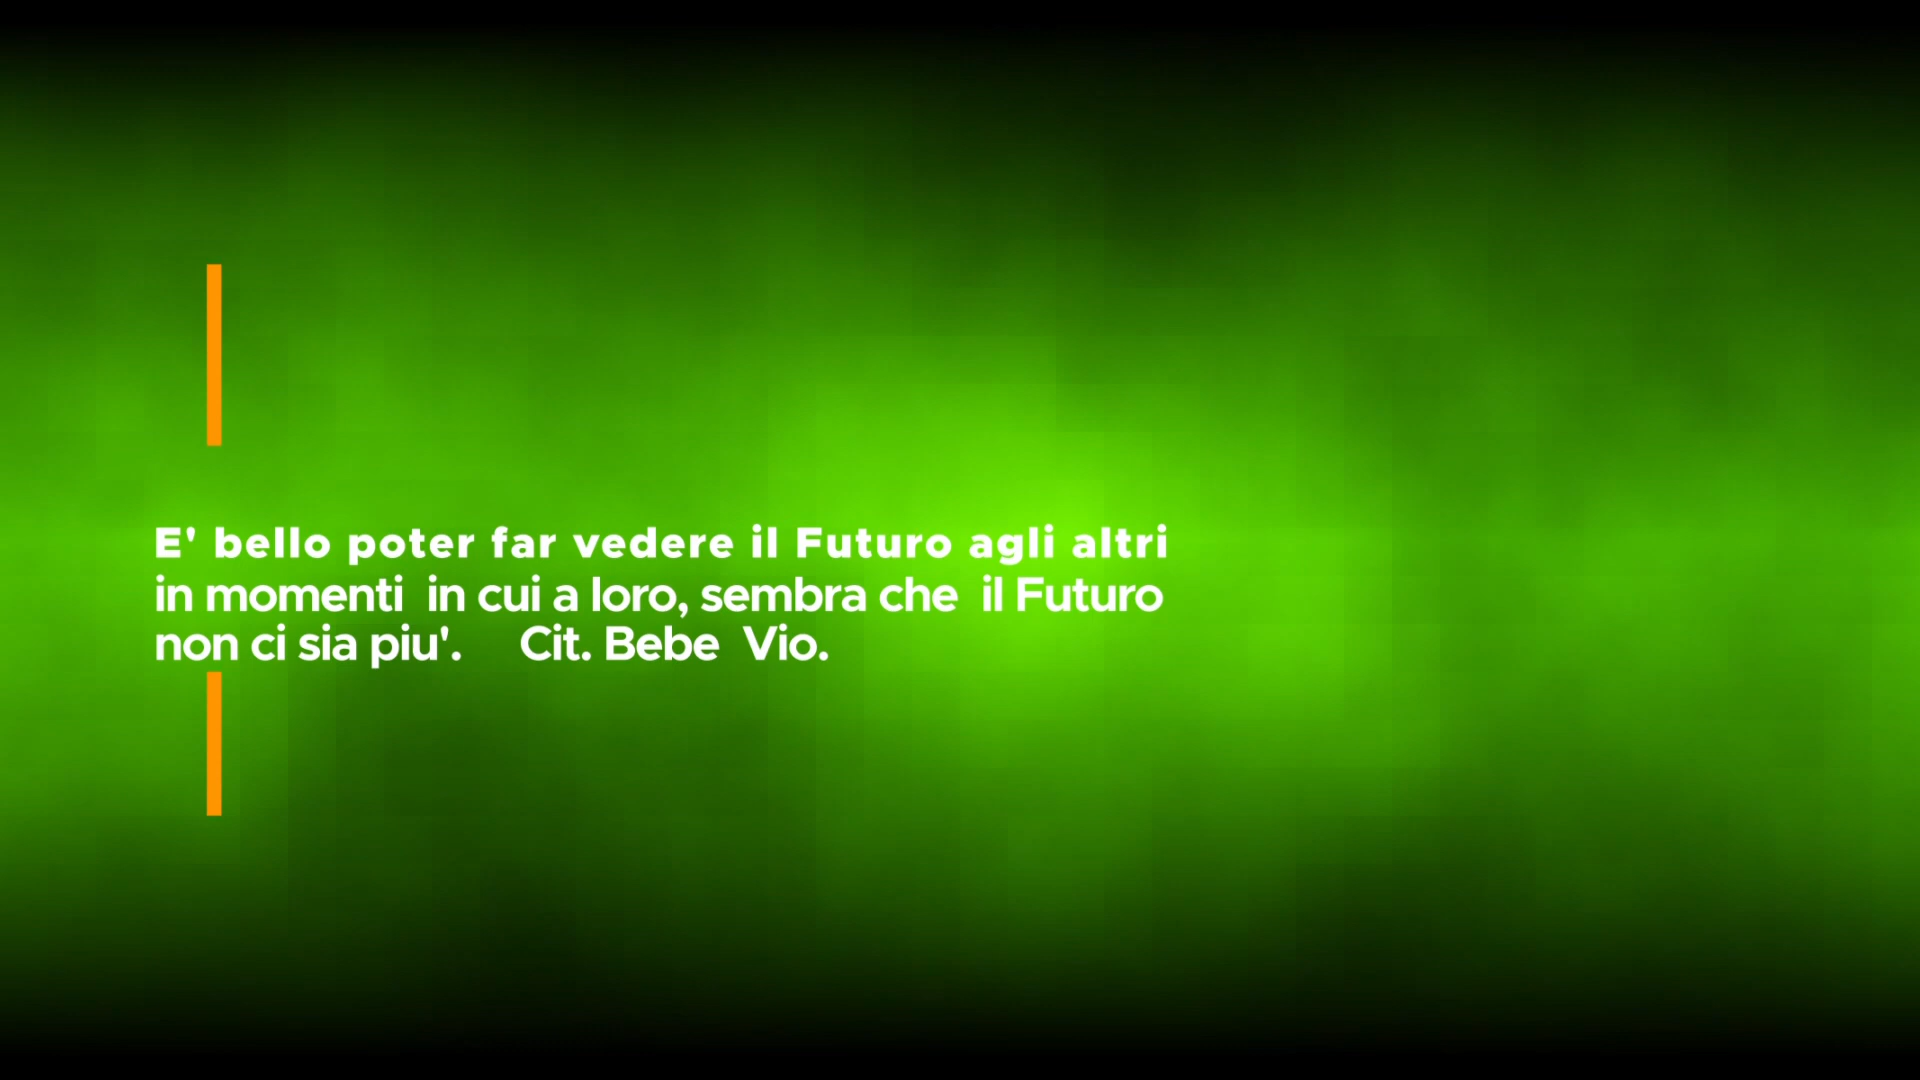 E' bello poter far vedere il Futuro agli altri
in momenti in cui a loro, sembra che il Futuro
non ci sia piu'. Cit. Bebe Vio.